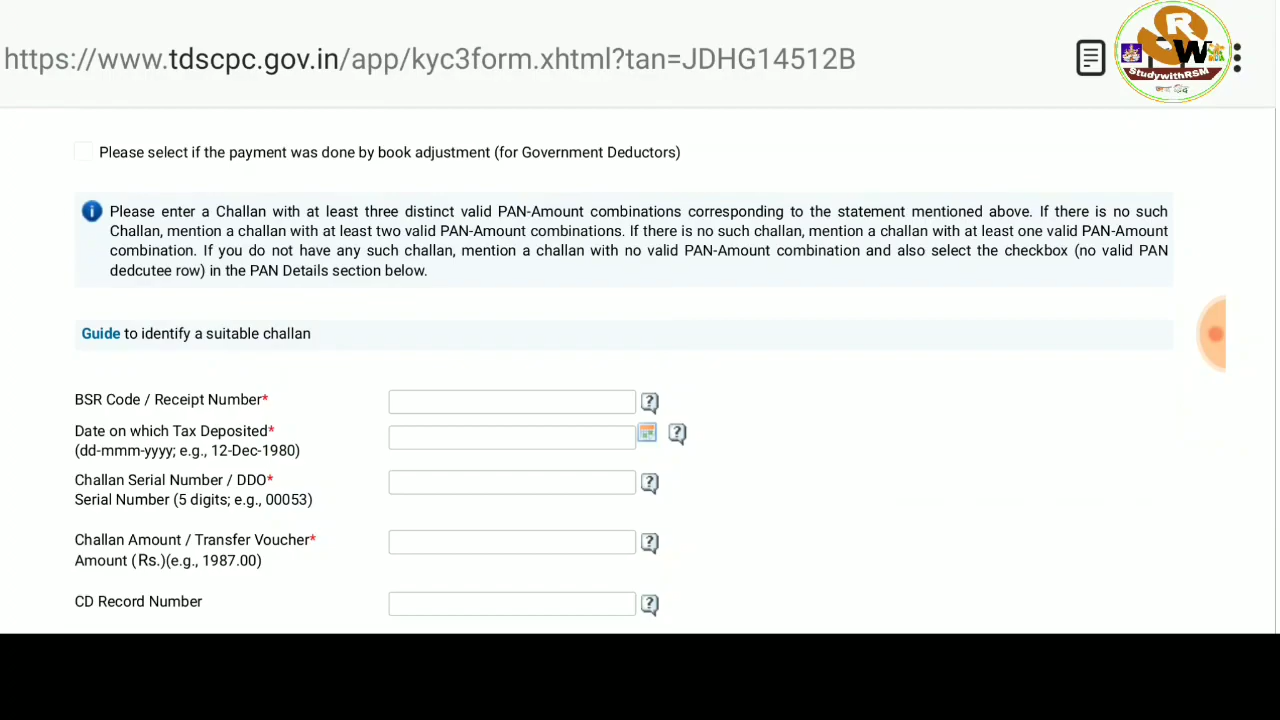 https://www.tdscpc.gov.in/app/kyc3form.xhtml?tan=JDHG14512B
R
W
StudywithRSM
Please select if the payment was done by book adjustment (for Government Deductors)
Please enter a Challan with at least three distinct valid PAN-Amount combinations corresponding to the statement mentioned above. If there is no such
Challan, mention a challan with at least two valid PAN-Amount combinations. If there is no such challan, mention a challan with at least one valid PAN-Amount
combination. If you do not have any such challan, mention a challan with no valid PAN-Amount combination and also select the checkbox (no valid PAN
dedcutee row) in the PAN Details section below.
Guide to identify a suitable challan
BSR Code / Receipt Number*
Date on which Tax Deposited*
(dd-mmm-yyyy; e.g., 12-Dec-1980)
Challan Serial Number / DDO*
Serial Number (5 digits; e.g., 00053)
Challan Amount / Transfer Voucher*
Amount (Rs.)(e.g., 1987.00)
CD Record Number